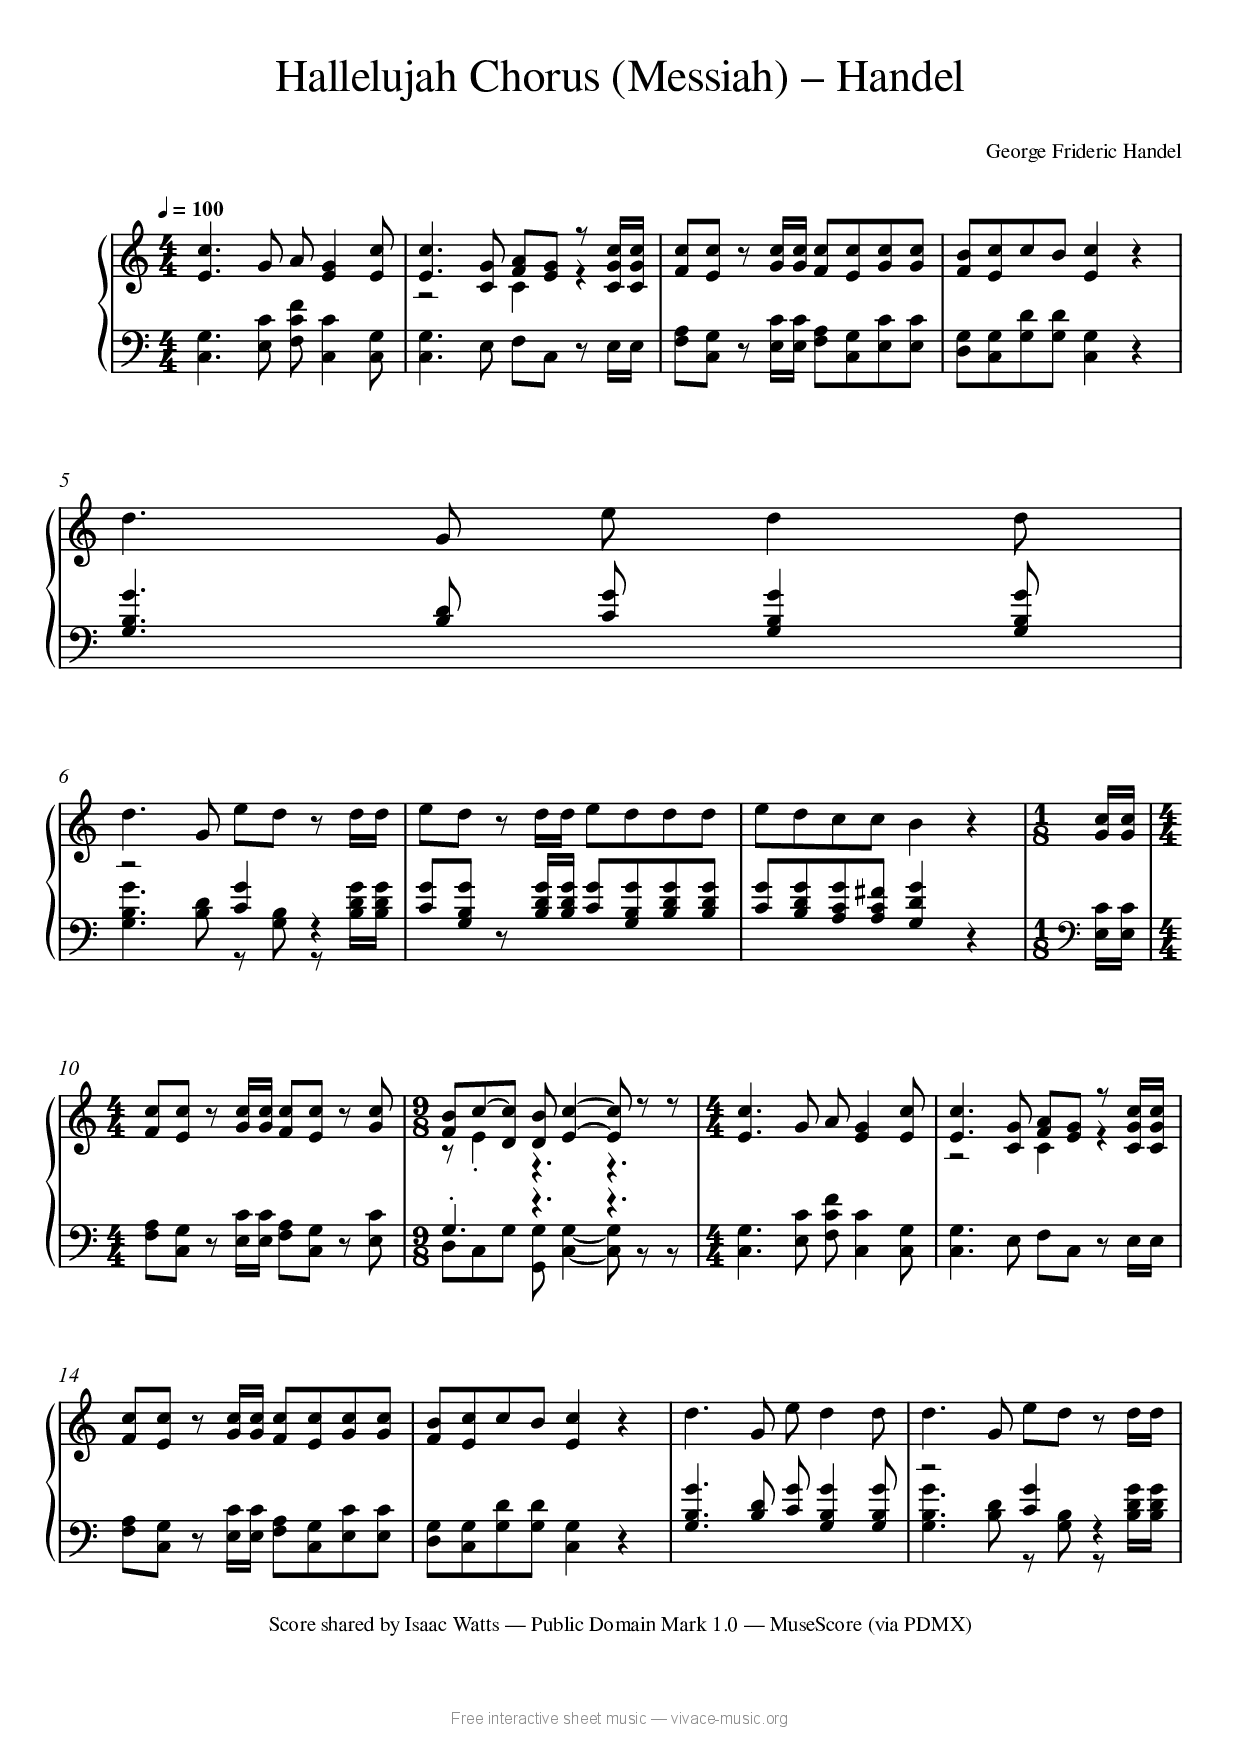 Hallelujah Chorus (Messiah) – Handel
George Frideric Handel
= 100
5
6
10
14
Score shared by Isaac Watts — Public Domain Mark 1.0 — MuseScore (via PDMX)
Free interactive sheet music — vivace-music.org